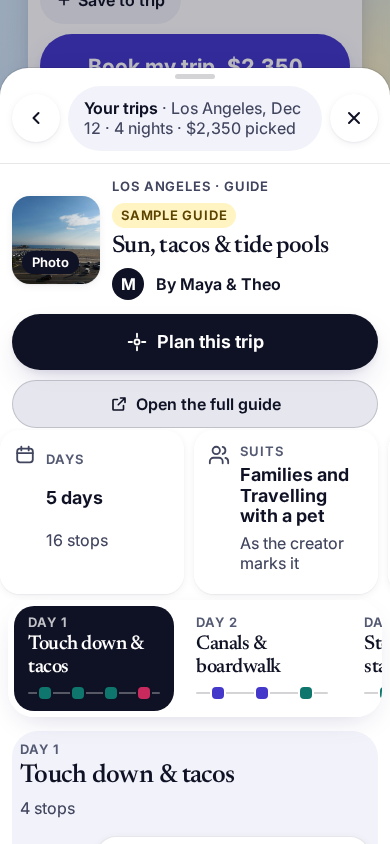 + Save to trip
Book my trip $2,350
Your trips · Los Angeles, Dec
12 · 4 nights · $2,350 picked
LOS ANGELES · GUIDE
SAMPLE GUIDE
Sun, tacos & tide pools
Photo
M By Maya & Theo
Plan this trip
Open the full guide
DAYS
5 days
16 stops
SUITS
Families and
Travelling
with a pet
As the creator
marks it
DAY 1
Touch down &
tacos
DAY 2
Canals &
boardwalk
DAY 1
Touch down & tacos
4 stops